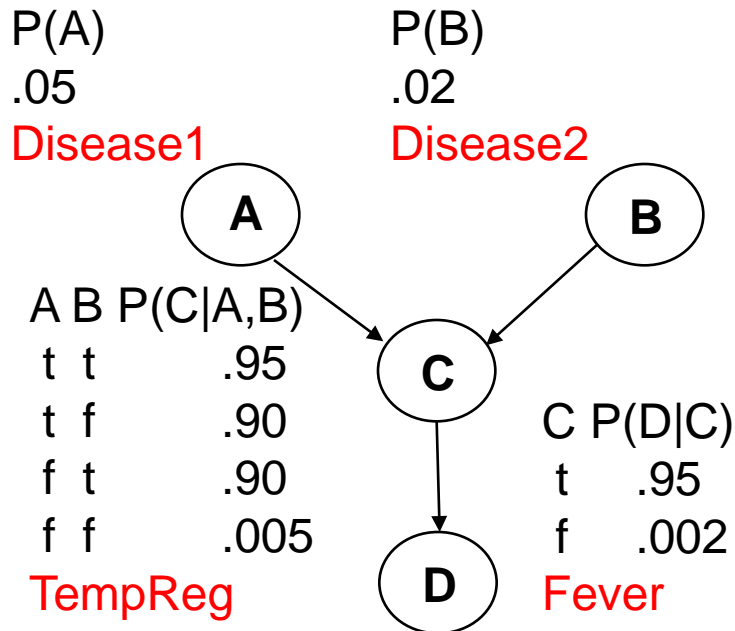 P(A)
.05
Disease1
P(B)
.02
Disease2
A
B
A B P(C|A,B)
t t .95
t f .90
f t .90
f f .005
TempReg
C
C P(D|C)
t .95
f .002
Fever
D